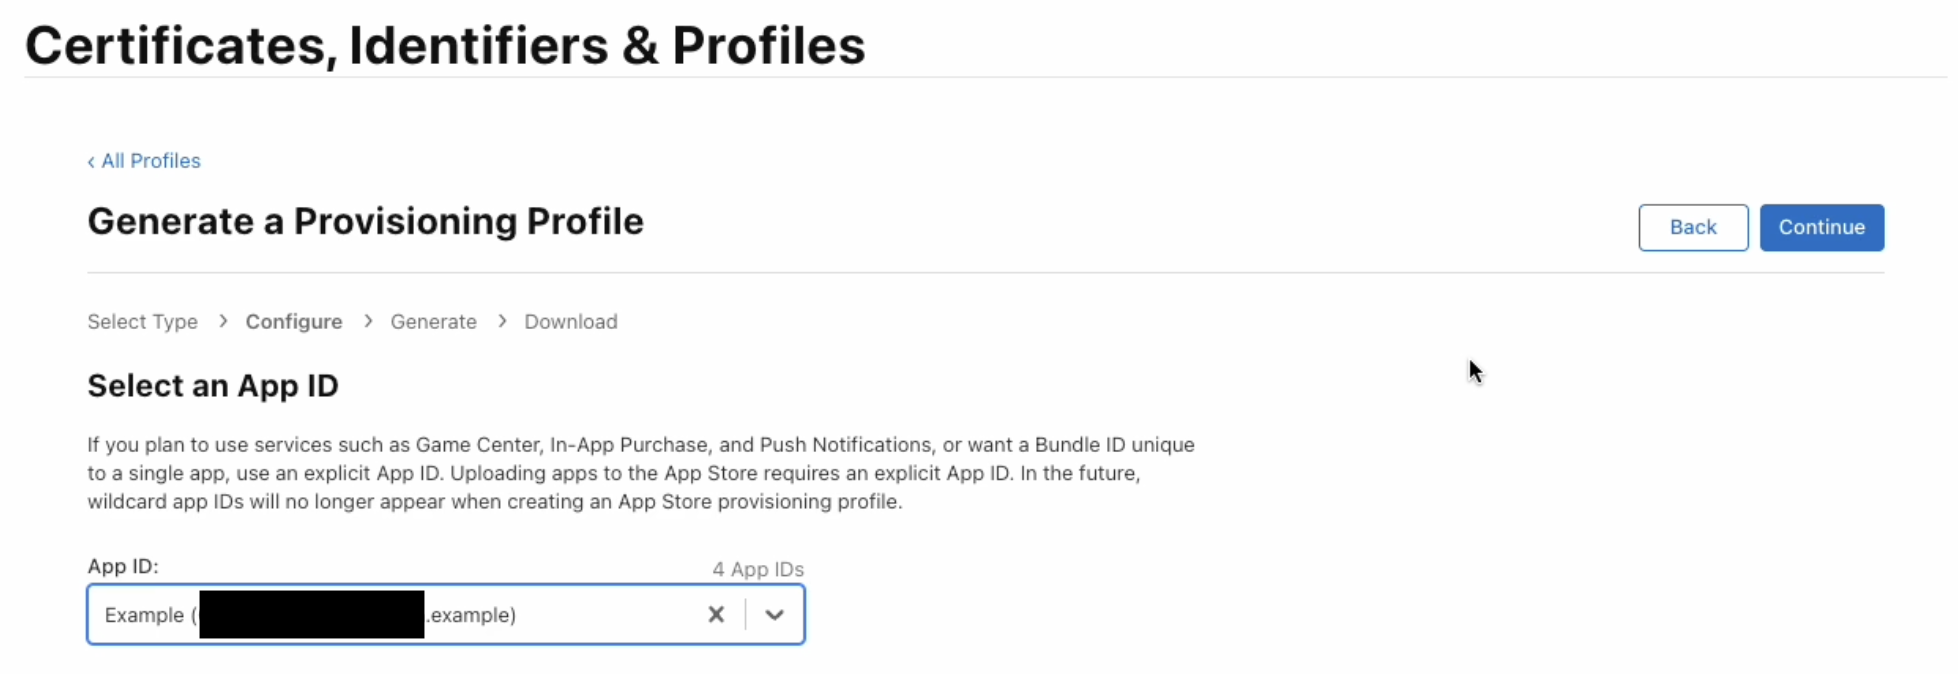 Certificates, Identifiers & Profiles
‹ All Profiles
Generate a Provisioning Profile
Back
Continue
Select Type > Configure > Generate > Download
Select an App ID
If you plan to use services such as Game Center, In-App Purchase, and Push Notifications, or want a Bundle ID unique
to a single app, use an explicit App ID. Uploading apps to the App Store requires an explicit App ID. In the future,
wildcard app IDs will no longer appear when creating an App Store provisioning profile.
App ID:
4 App IDs
Example ( .example)